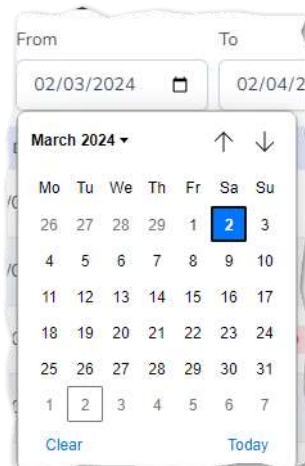 From To
02/03/2024 02/04/2
March 2024
Mo Tu We Th Fr Sa Su
26 27 28 29 1 2 3
4 5 6 7 8 9 10
11 12 13 14 15 16 17
18 19 20 21 22 23 24
25 26 27 28 29 30 31
1 2 3 4 5 6 7
Clear Today